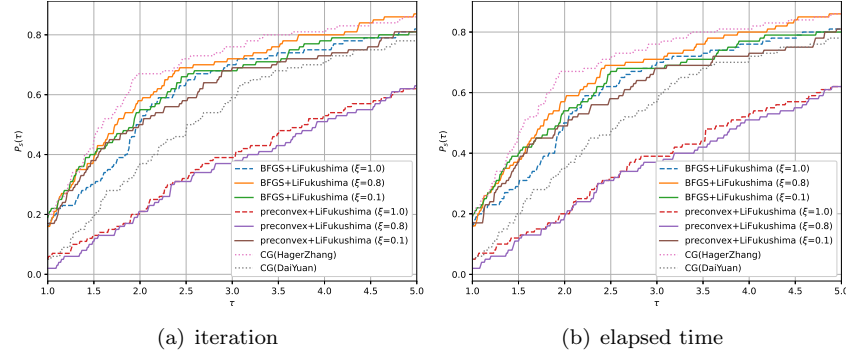 0.8
0.6
0.4
0.2
0.0
Ps(τ)
BFGS+LiFukushima (ξ=1.0)
BFGS+LiFukushima (ξ=0.8)
BFGS+LiFukushima (ξ=0.1)
preconvex+LiFukushima (ξ=1.0)
preconvex+LiFukushima (ξ=0.8)
preconvex+LiFukushima (ξ=0.1)
CG(HagerZhang)
CG(DaiYuan)
1.0 1.5 2.0 2.5 3.0 3.5 4.0 4.5 5.0
τ
(a) iteration
0.8
0.6
0.4
0.2
0.0
Ps(τ)
BFGS+LiFukushima (ξ=1.0)
BFGS+LiFukushima (ξ=0.8)
BFGS+LiFukushima (ξ=0.1)
preconvex+LiFukushima (ξ=1.0)
preconvex+LiFukushima (ξ=0.8)
preconvex+LiFukushima (ξ=0.1)
CG(HagerZhang)
CG(DaiYuan)
1.0 1.5 2.0 2.5 3.0 3.5 4.0 4.5 5.0
τ
(b) elapsed time